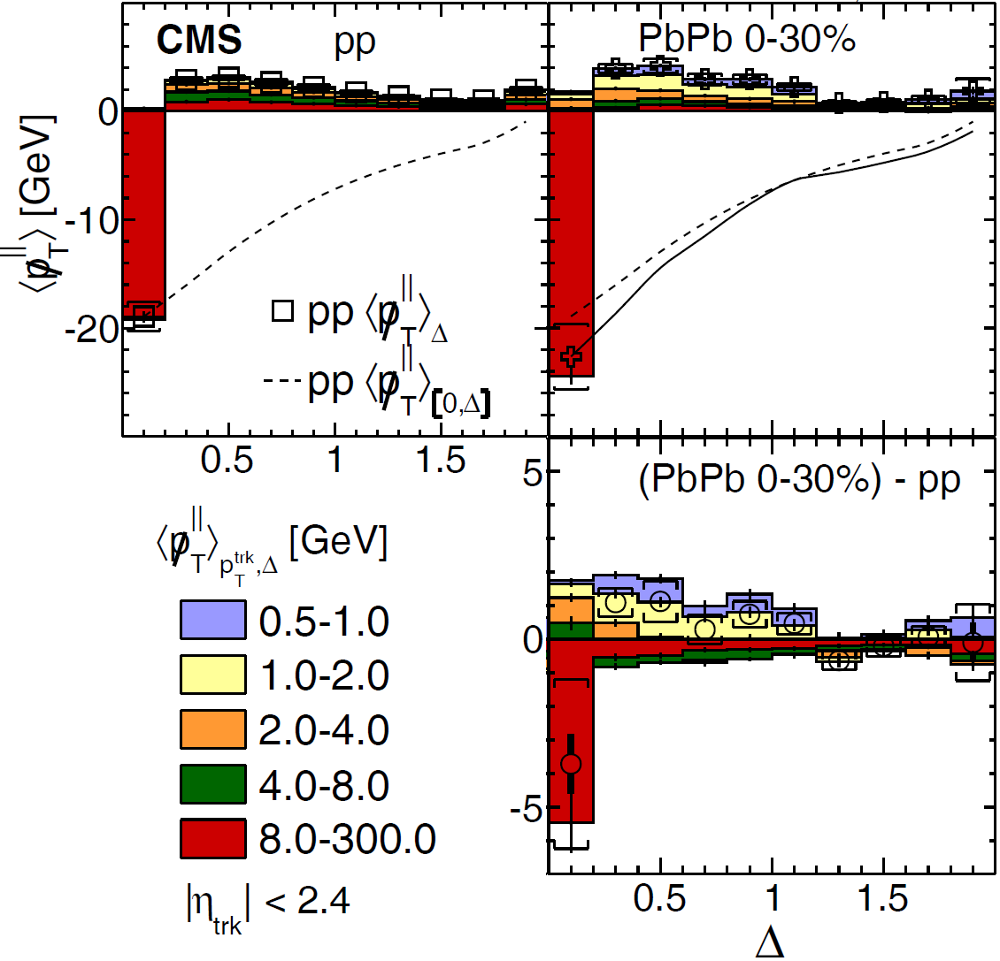 CMS pp
PbPb 0-30%
⟨p̸_T^||⟩ [GeV]
0
-10
-20
pp ⟨p̸_T^||⟩_Δ
pp ⟨p̸_T^||⟩_[0,Δ]
0.5 1 1.5
(PbPb 0-30%) - pp
5
0
-5
0.5 1 1.5
Δ
⟨p̸_T^||⟩_{p_T^trk,Δ} [GeV]
0.5-1.0
1.0-2.0
2.0-4.0
4.0-8.0
8.0-300.0
|η_trk| < 2.4